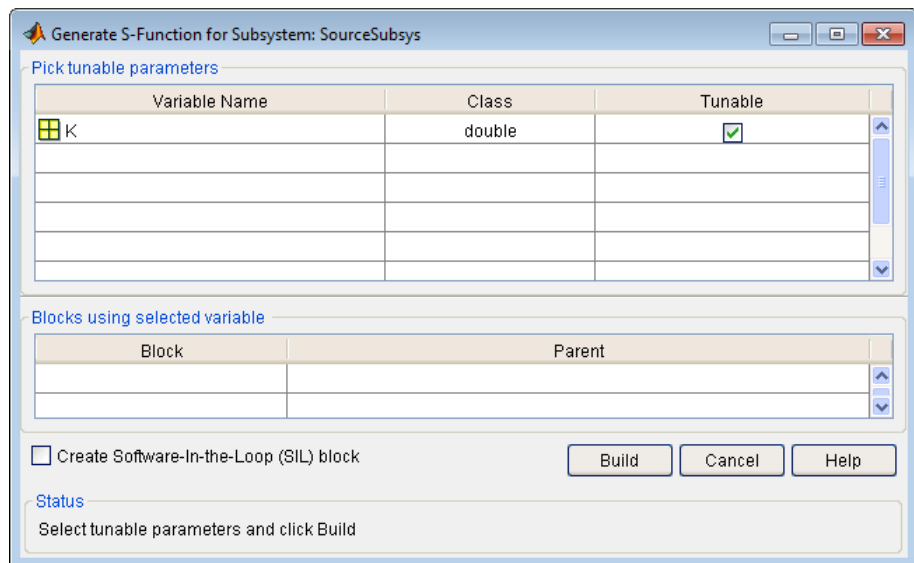 Generate S-Function for Subsystem: SourceSubsys
Pick tunable parameters
Variable Name Class Tunable
K double
Blocks using selected variable
Block Parent
Create Software-In-the-Loop (SIL) block Build Cancel Help
Status
Select tunable parameters and click Build